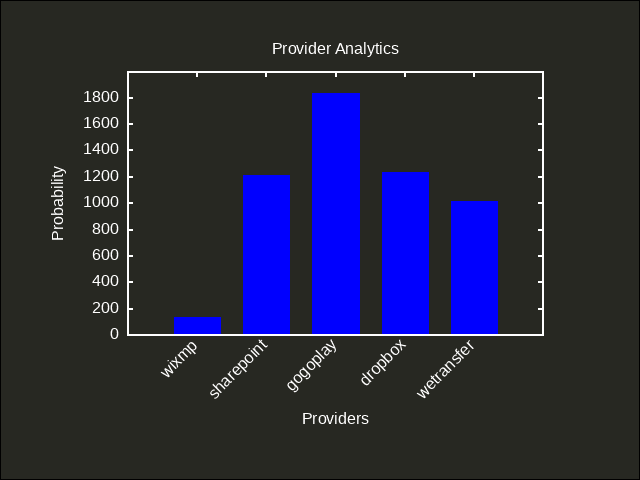 Provider Analytics
Probability
1800
1600
1400
1200
1000
800
600
400
200
0
wixmp
sharepoint
gogoplay
dropbox
wetransfer
Providers